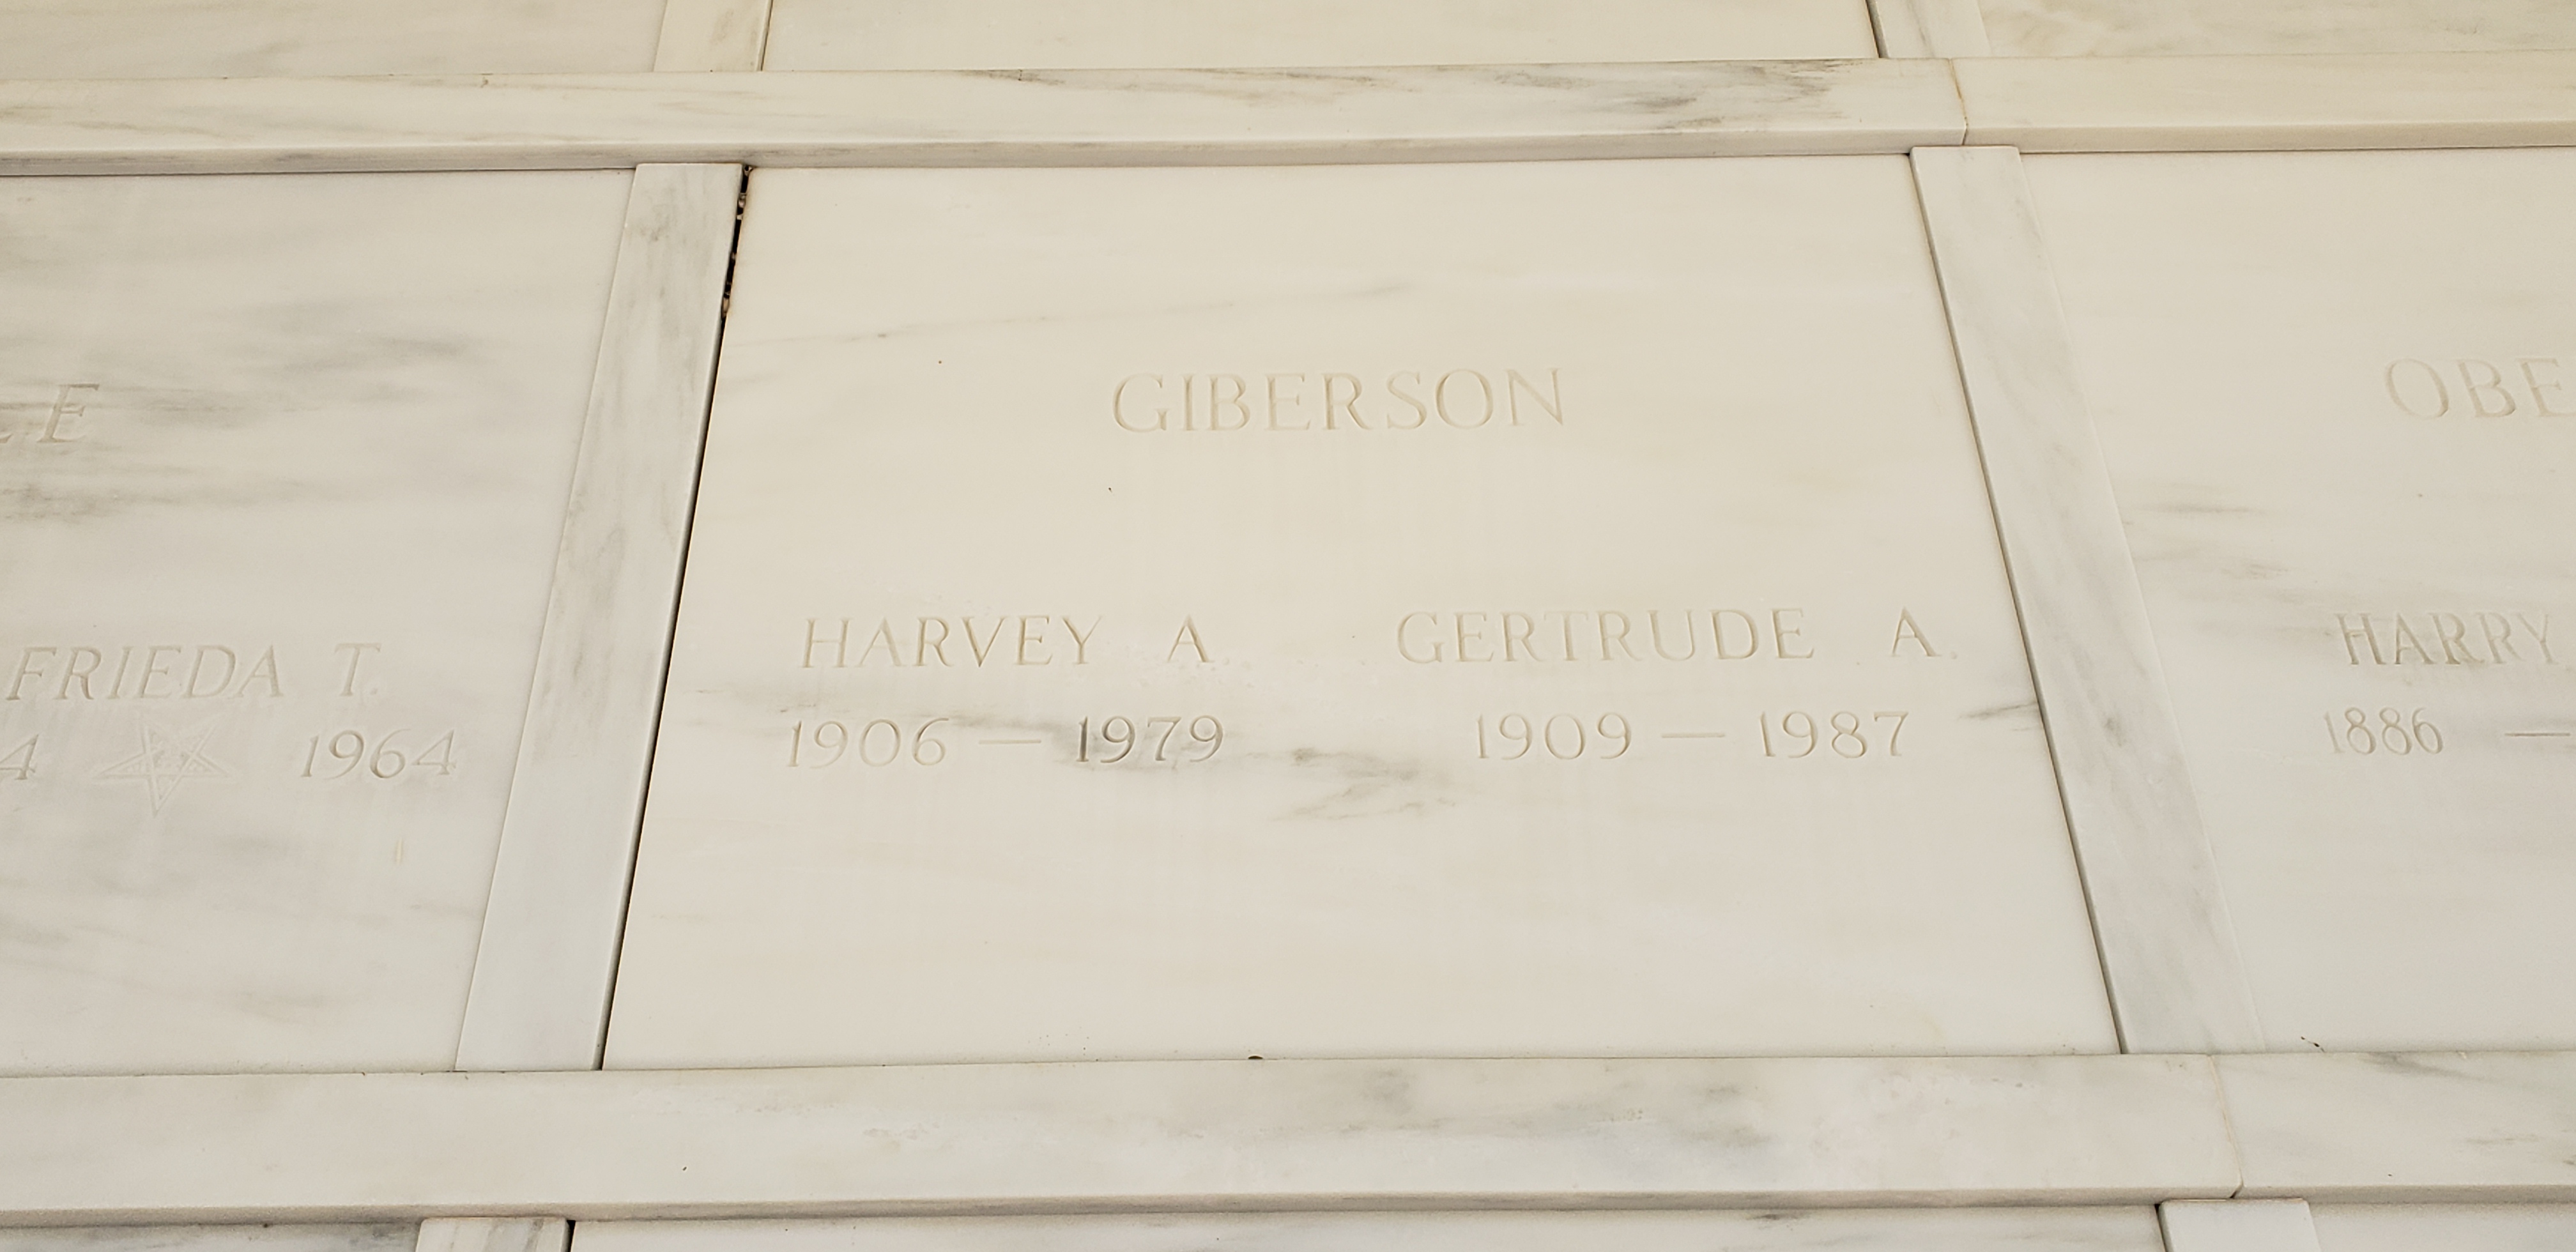 GIBERSON
HARVEY A. GERTRUDE A.
1906 — 1979 1909 — 1987
FRIEDA T.
1964
HARRY
1886 —